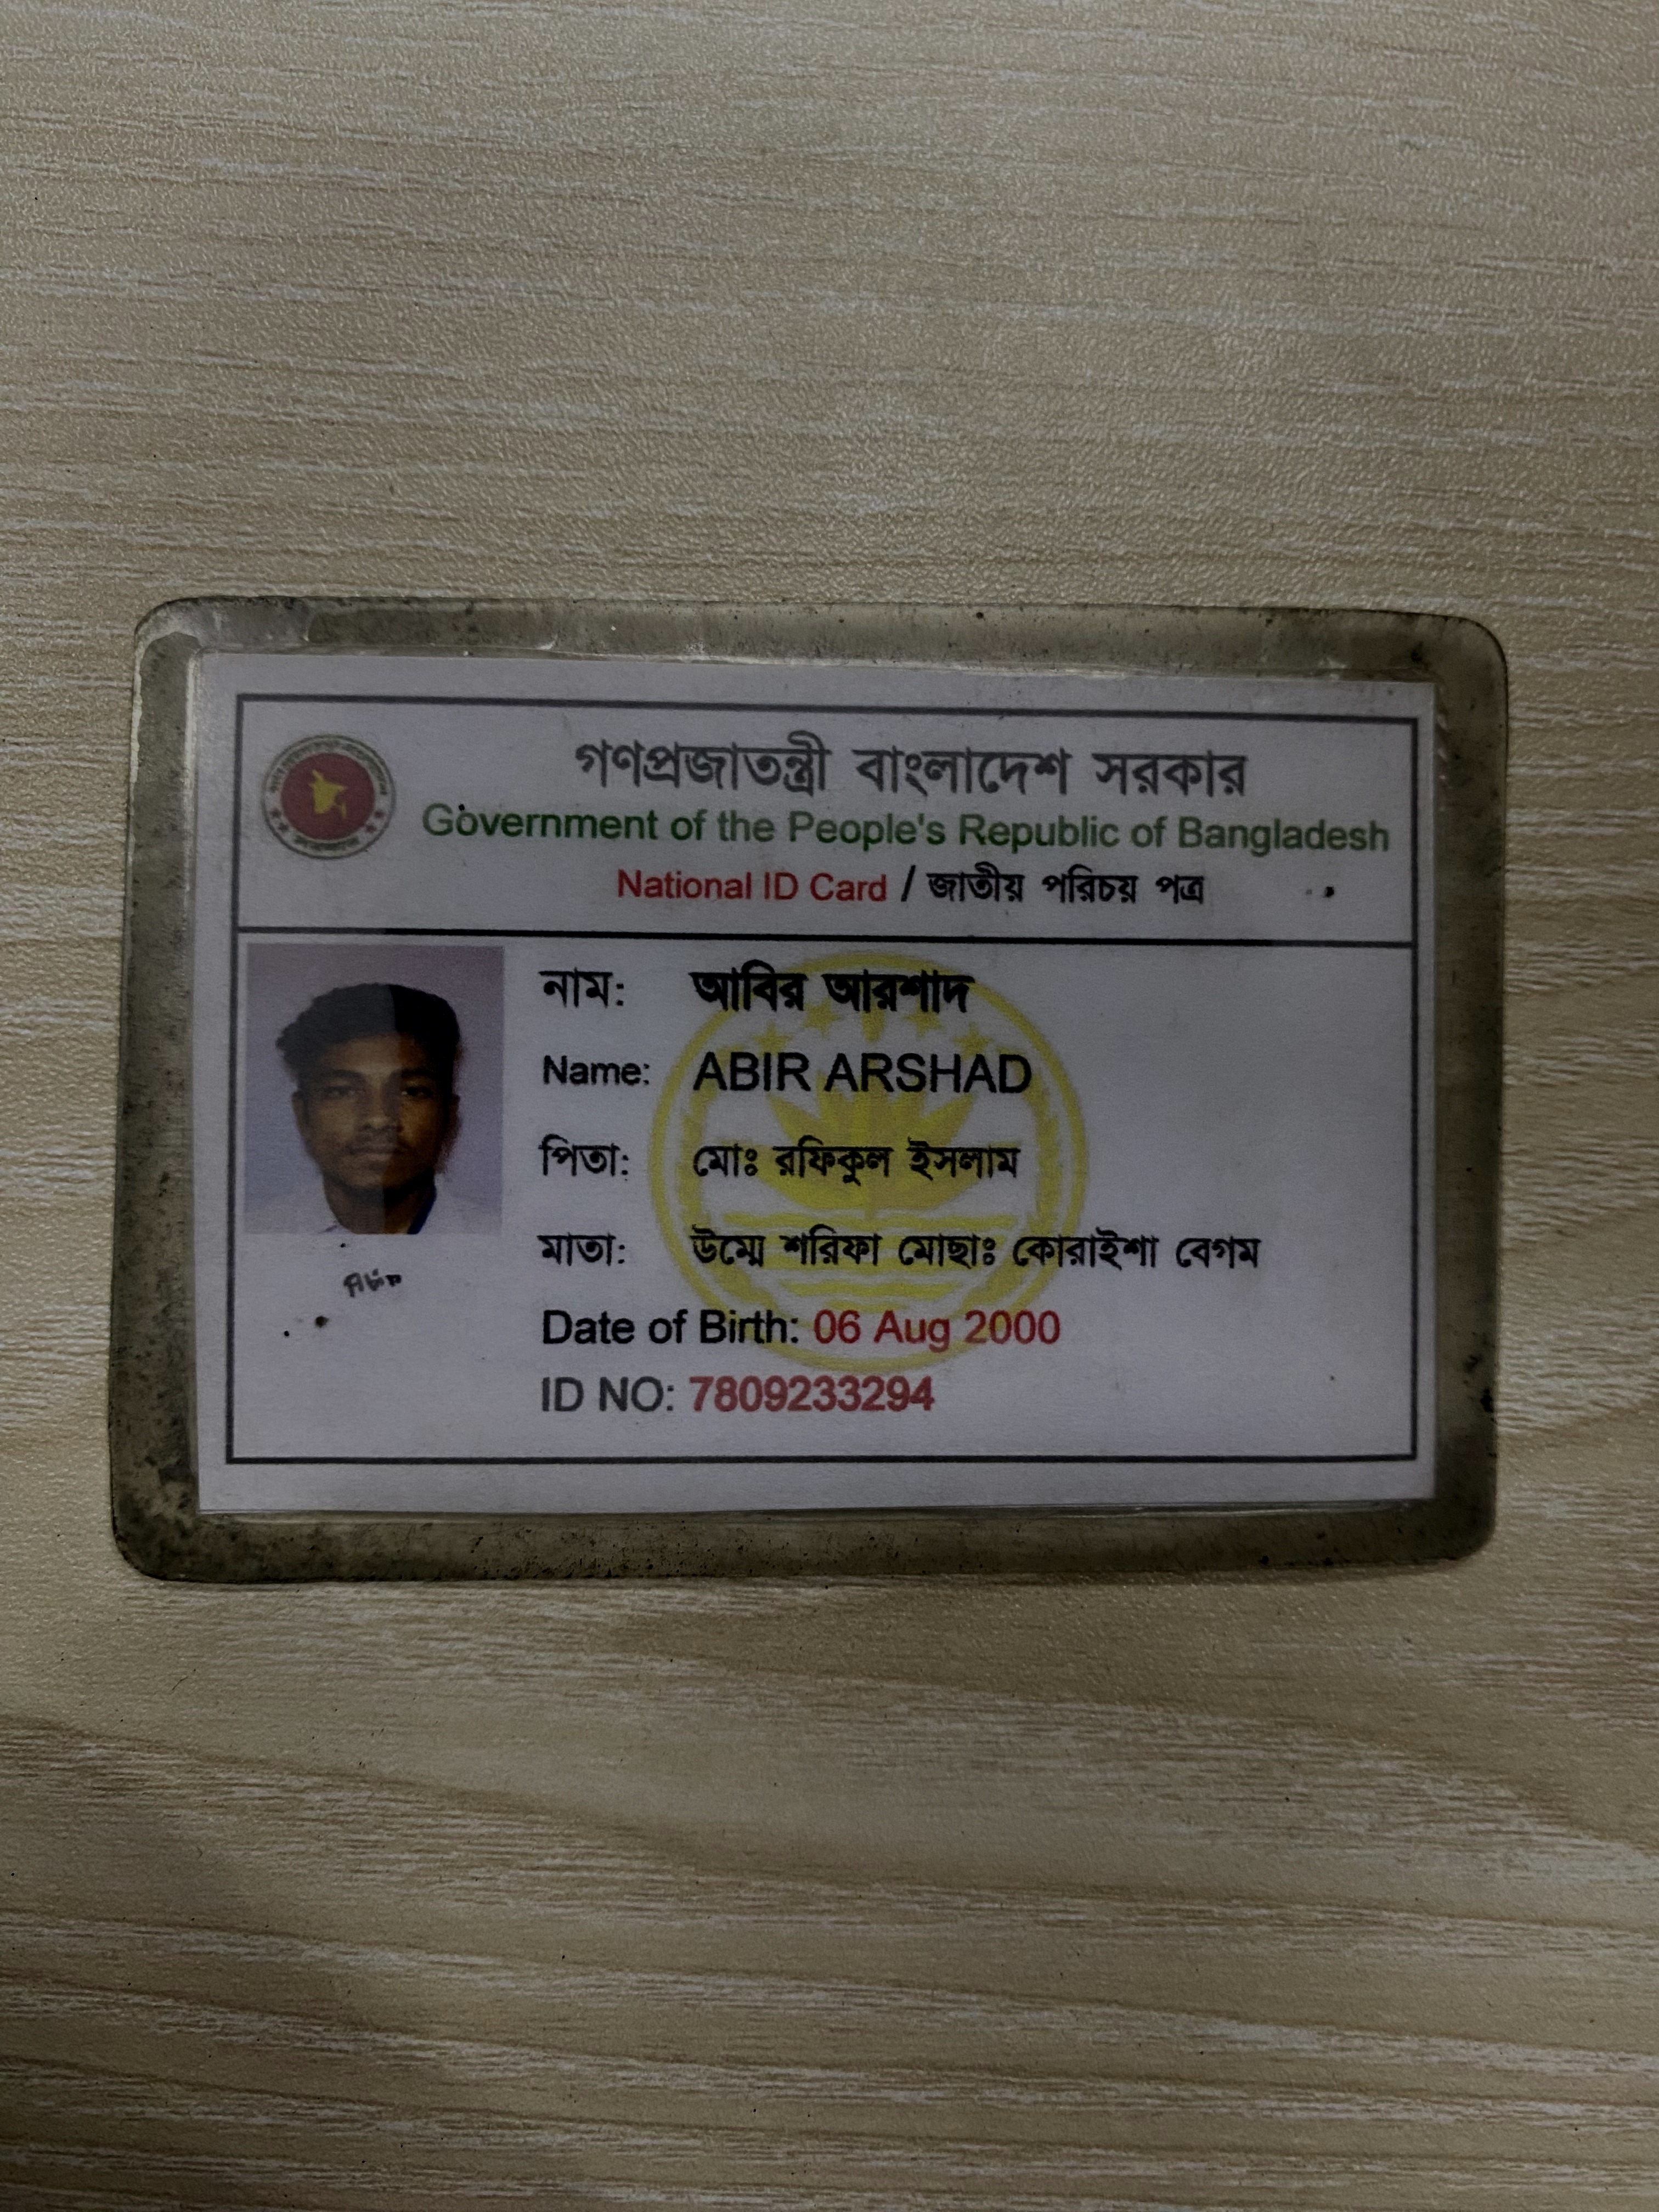 গণপ্রজাতন্ত্রী বাংলাদেশ সরকার
Government of the People's Republic of Bangladesh
National ID Card / জাতীয় পরিচয় পত্র
নাম: আবির আরশাদ
Name: ABIR ARSHAD
পিতা: মোঃ রফিকুল ইসলাম
মাতা: উম্মে শরিফা মোছাঃ কোরাইশা বেগম
Abir
Date of Birth: 06 Aug 2000
ID NO: 7809233294